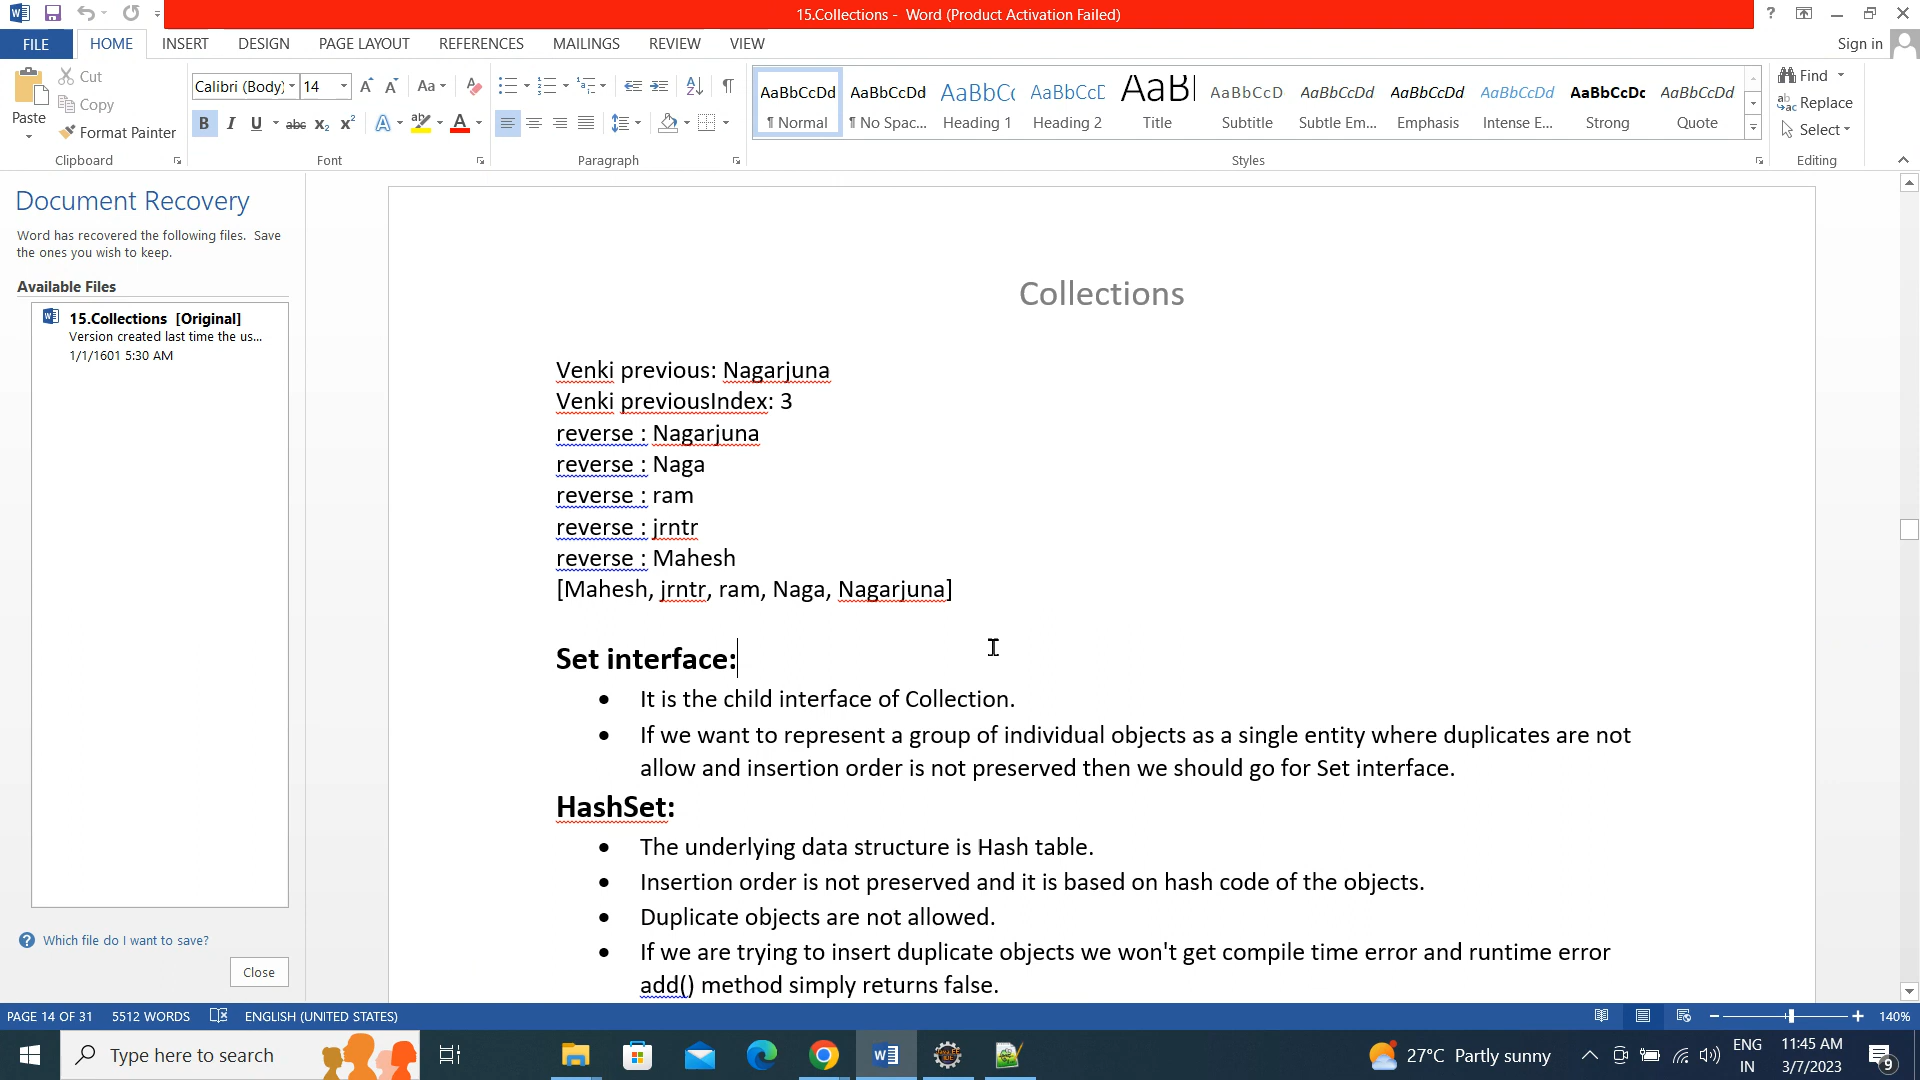 15.Collections - Word (Product Activation Failed)
FILE HOME INSERT DESIGN PAGE LAYOUT REFERENCES MAILINGS REVIEW VIEW Sign in
Paste Cut Copy Format Painter
Calibri (Body) 14
AaBbCcDd AaBbCcDd AaBbCc AaBbCcE AaBl AaBbCcD AaBbCcDd AaBbCcDd AaBbCcDd AaBbCcDc AaBbCcDd
¶ Normal ¶ No Spac... Heading 1 Heading 2 Title Subtitle Subtle Em... Emphasis Intense E... Strong Quote
Find Replace Select
Clipboard Font Paragraph Styles Editing
Document Recovery
Word has recovered the following files. Save
the ones you wish to keep.
Available Files
15.Collections [Original]
Version created last time the us...
1/1/1601 5:30 AM
Which file do I want to save?
Close
Collections
Venki previous: Nagarjuna
Venki previousIndex: 3
reverse : Nagarjuna
reverse : Naga
reverse : ram
reverse : jrntr
reverse : Mahesh
[Mahesh, jrntr, ram, Naga, Nagarjuna]
Set interface:
• It is the child interface of Collection.
• If we want to represent a group of individual objects as a single entity where duplicates are not
allow and insertion order is not preserved then we should go for Set interface.
HashSet:
• The underlying data structure is Hash table.
• Insertion order is not preserved and it is based on hash code of the objects.
• Duplicate objects are not allowed.
• If we are trying to insert duplicate objects we won't get compile time error and runtime error
add() method simply returns false.
PAGE 14 OF 31 5512 WORDS ENGLISH (UNITED STATES) 140%
Type here to search
27°C Partly sunny
ENG
IN
11:45 AM
3/7/2023
9